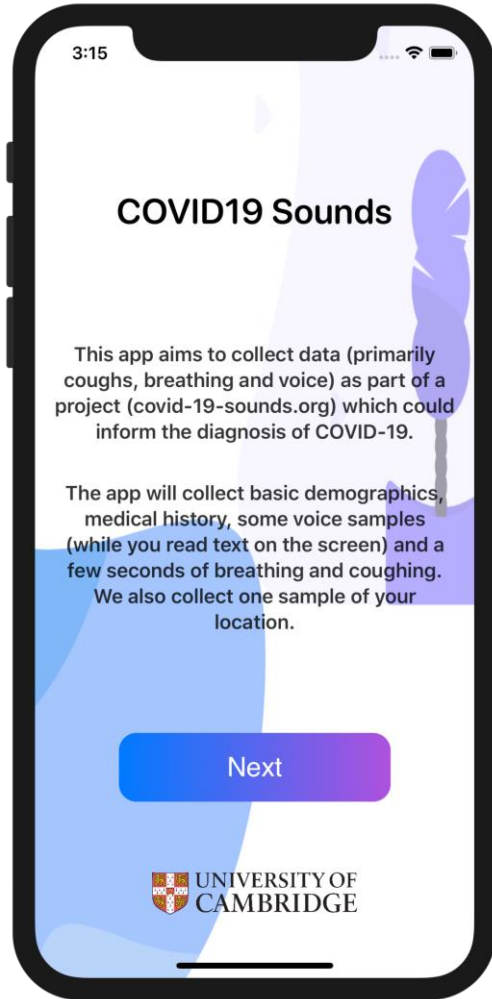 3:15
COVID19 Sounds
This app aims to collect data (primarily
coughs, breathing and voice) as part of a
project (covid-19-sounds.org) which could
inform the diagnosis of COVID-19.
The app will collect basic demographics,
medical history, some voice samples
(while you read text on the screen) and a
few seconds of breathing and coughing.
We also collect one sample of your
location.
Next
UNIVERSITY OF
CAMBRIDGE